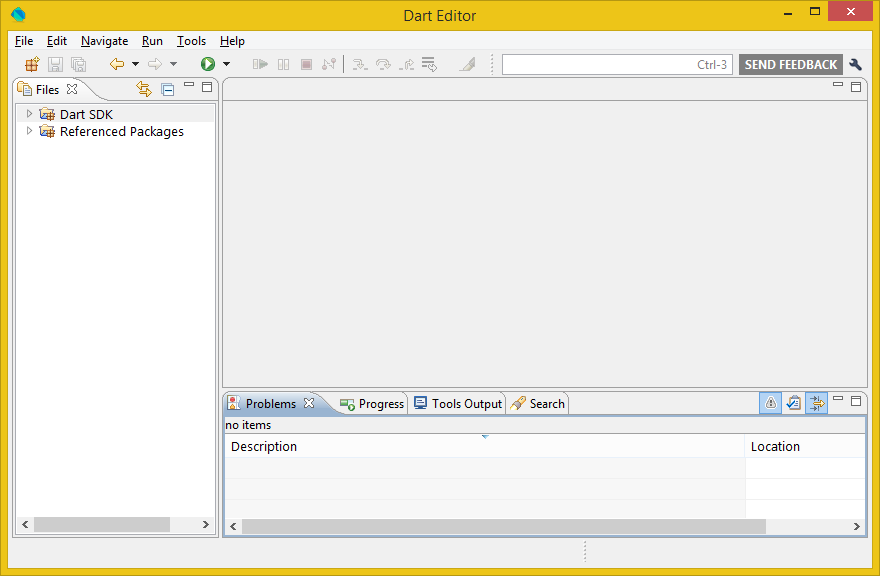 Dart Editor
File Edit Navigate Run Tools Help
Ctrl-3 SEND FEEDBACK
Files
Dart SDK
Referenced Packages
Problems Progress Tools Output Search
no items
Description Location